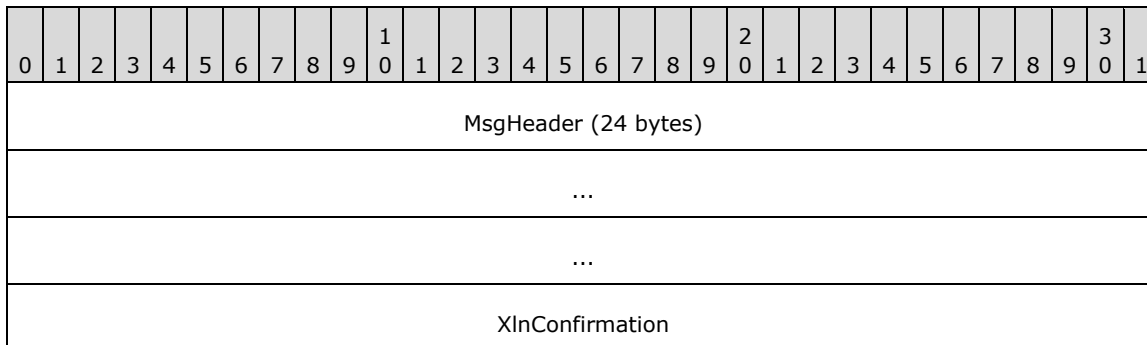 1 2 3
0 1 2 3 4 5 6 7 8 9 0 1 2 3 4 5 6 7 8 9 0 1 2 3 4 5 6 7 8 9 0 1
MsgHeader (24 bytes)
...
...
XlnConfirmation